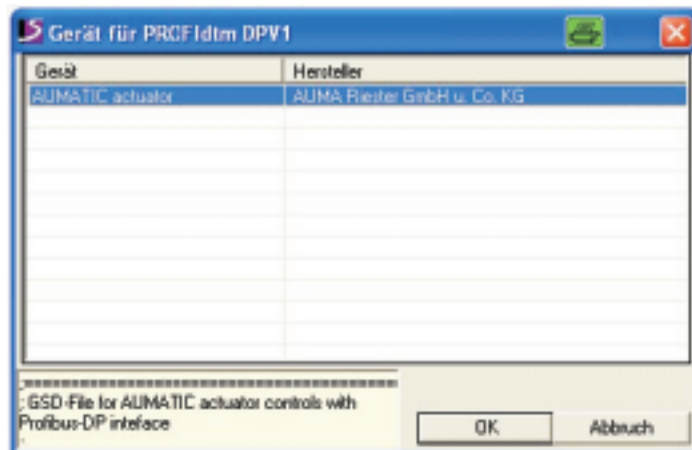 Gerät für PROFIdtm DPV1
Gerät Hersteller
AUMATIC actuator AUMA Riester GmbH u. Co. KG
;==========================================
; GSD-File for AUMATIC actuator controls with
Profibus-DP inteface
;
OK Abbruch